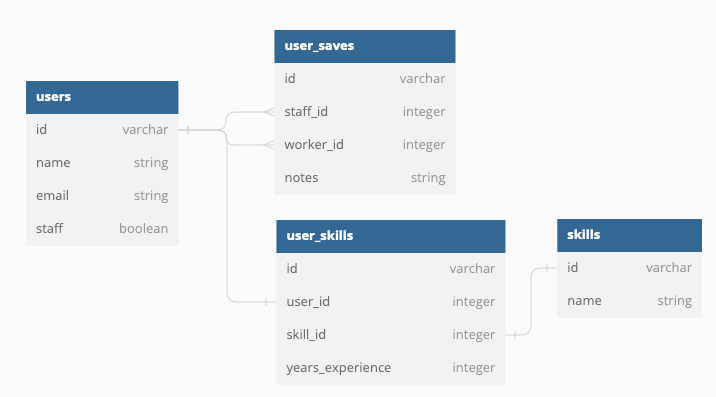 users
id varchar
name string
email string
staff boolean
user_saves
id varchar
staff_id integer
worker_id integer
notes string
user_skills
id varchar
user_id integer
skill_id integer
years_experience integer
skills
id varchar
name string